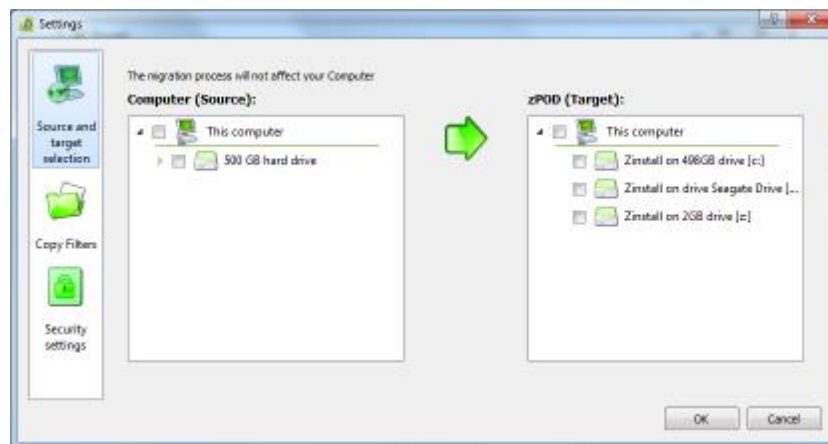 Settings
Source and
target
selection
Copy Filters
Security
settings
The migration process will not affect your Computer
Computer (Source):
This computer
500 GB hard drive
zPOD (Target):
This computer
Zinstall on 498GB drive [c:]
Zinstall on drive Seagate Drive [...
Zinstall on 2GB drive [z:]
OK
Cancel